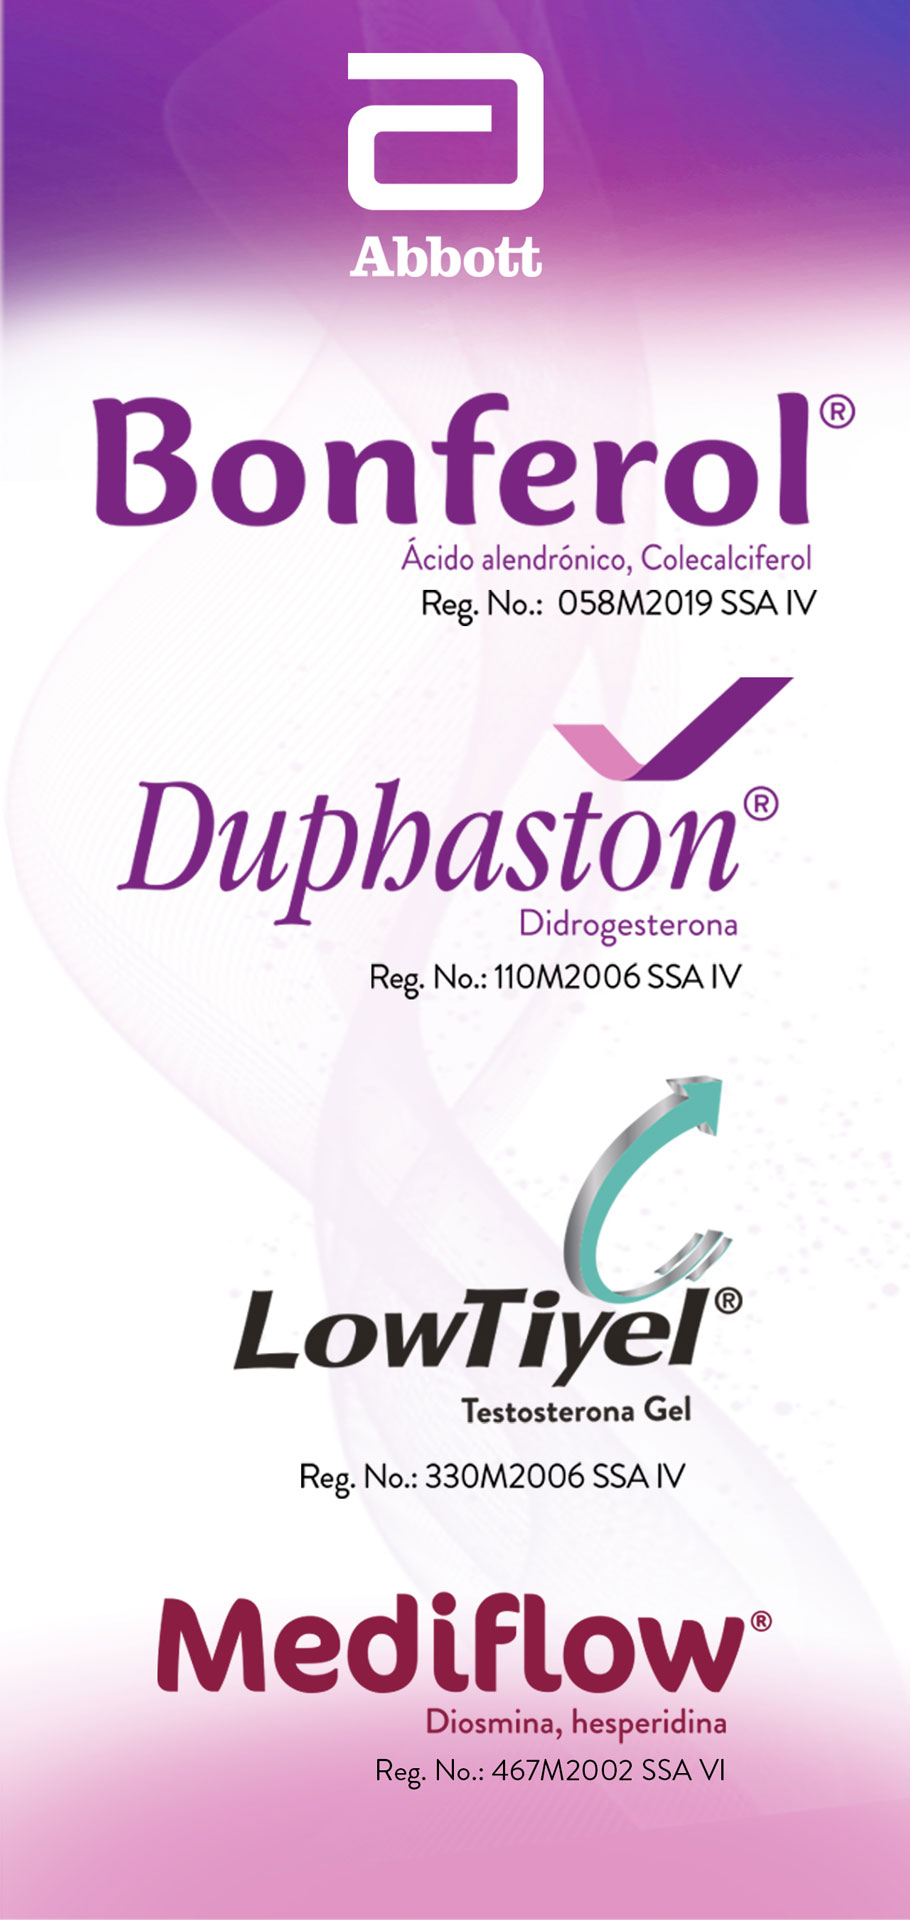 Abbott
Bonferol®
Ácido alendrónico, Colecalciferol
Reg. No.: 058M2019 SSA IV
Duphaston®
Didrogesterona
Reg. No.: 110M2006 SSA IV
LowTiyel®
Testosterona Gel
Reg. No.: 330M2006 SSA IV
Mediflow®
Diosmina, hesperidina
Reg. No.: 467M2002 SSA VI